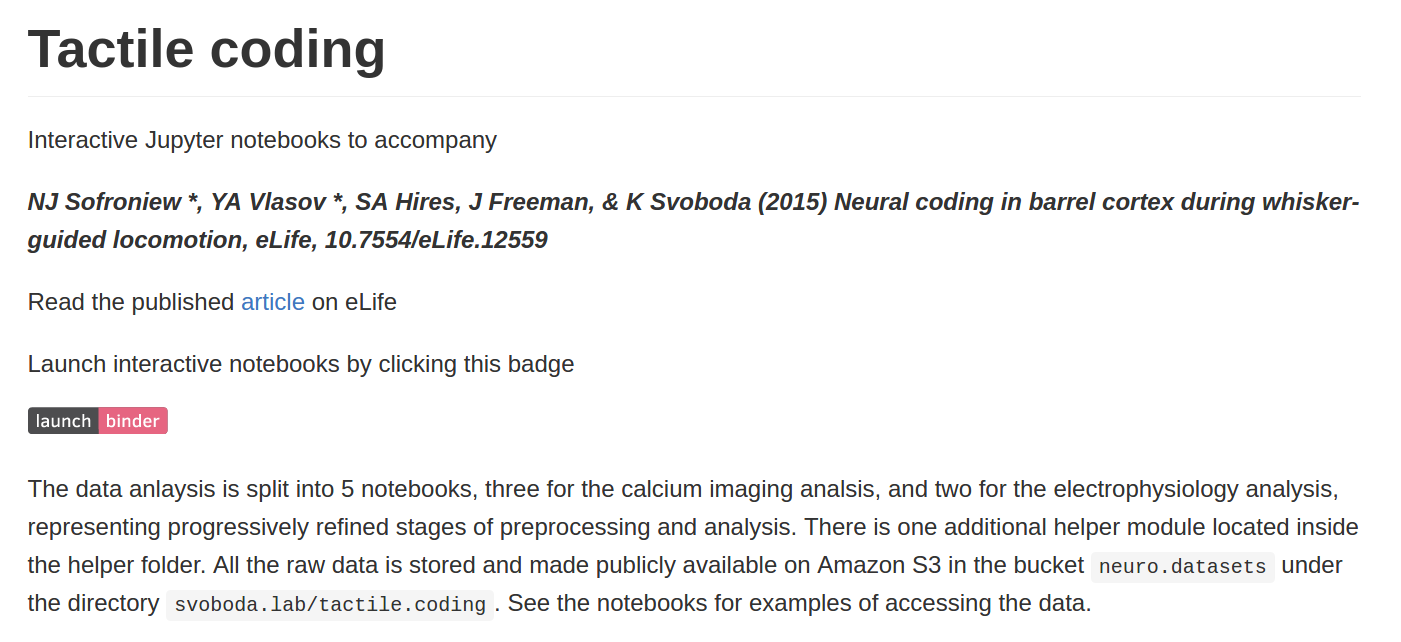 Tactile coding
Interactive Jupyter notebooks to accompany
NJ Sofroniew *, YA Vlasov *, SA Hires, J Freeman, & K Svoboda (2015) Neural coding in barrel cortex during whisker-
guided locomotion, eLife, 10.7554/eLife.12559
Read the published article on eLife
Launch interactive notebooks by clicking this badge
launch binder
The data anlaysis is split into 5 notebooks, three for the calcium imaging analsis, and two for the electrophysiology analysis,
representing progressively refined stages of preprocessing and analysis. There is one additional helper module located inside
the helper folder. All the raw data is stored and made publicly available on Amazon S3 in the bucket neuro.datasets under
the directory svoboda.lab/tactile.coding . See the notebooks for examples of accessing the data.